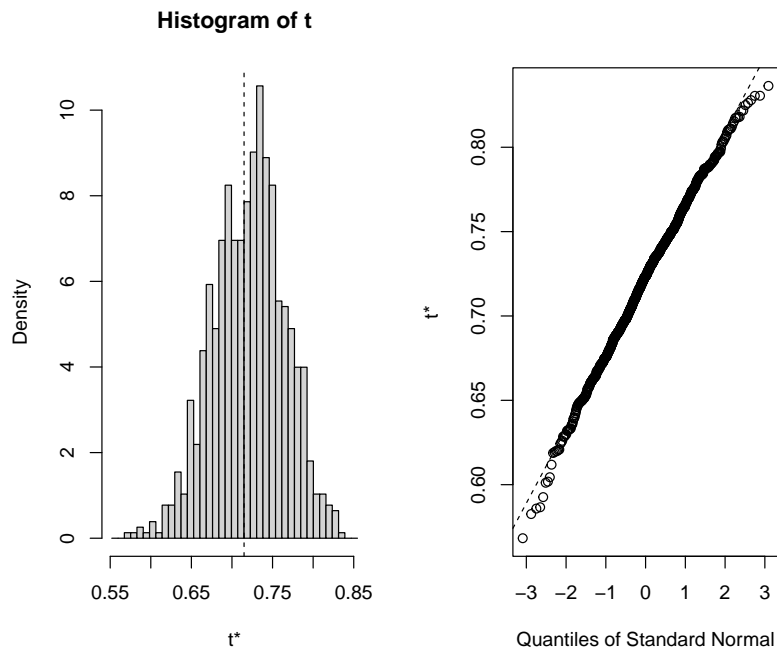 Histogram of t
Density
0 2 4 6 8 10
0.55 0.65 0.75 0.85
t*
t*
0.60 0.65 0.70 0.75 0.80
−3 −2 −1 0 1 2 3
Quantiles of Standard Normal